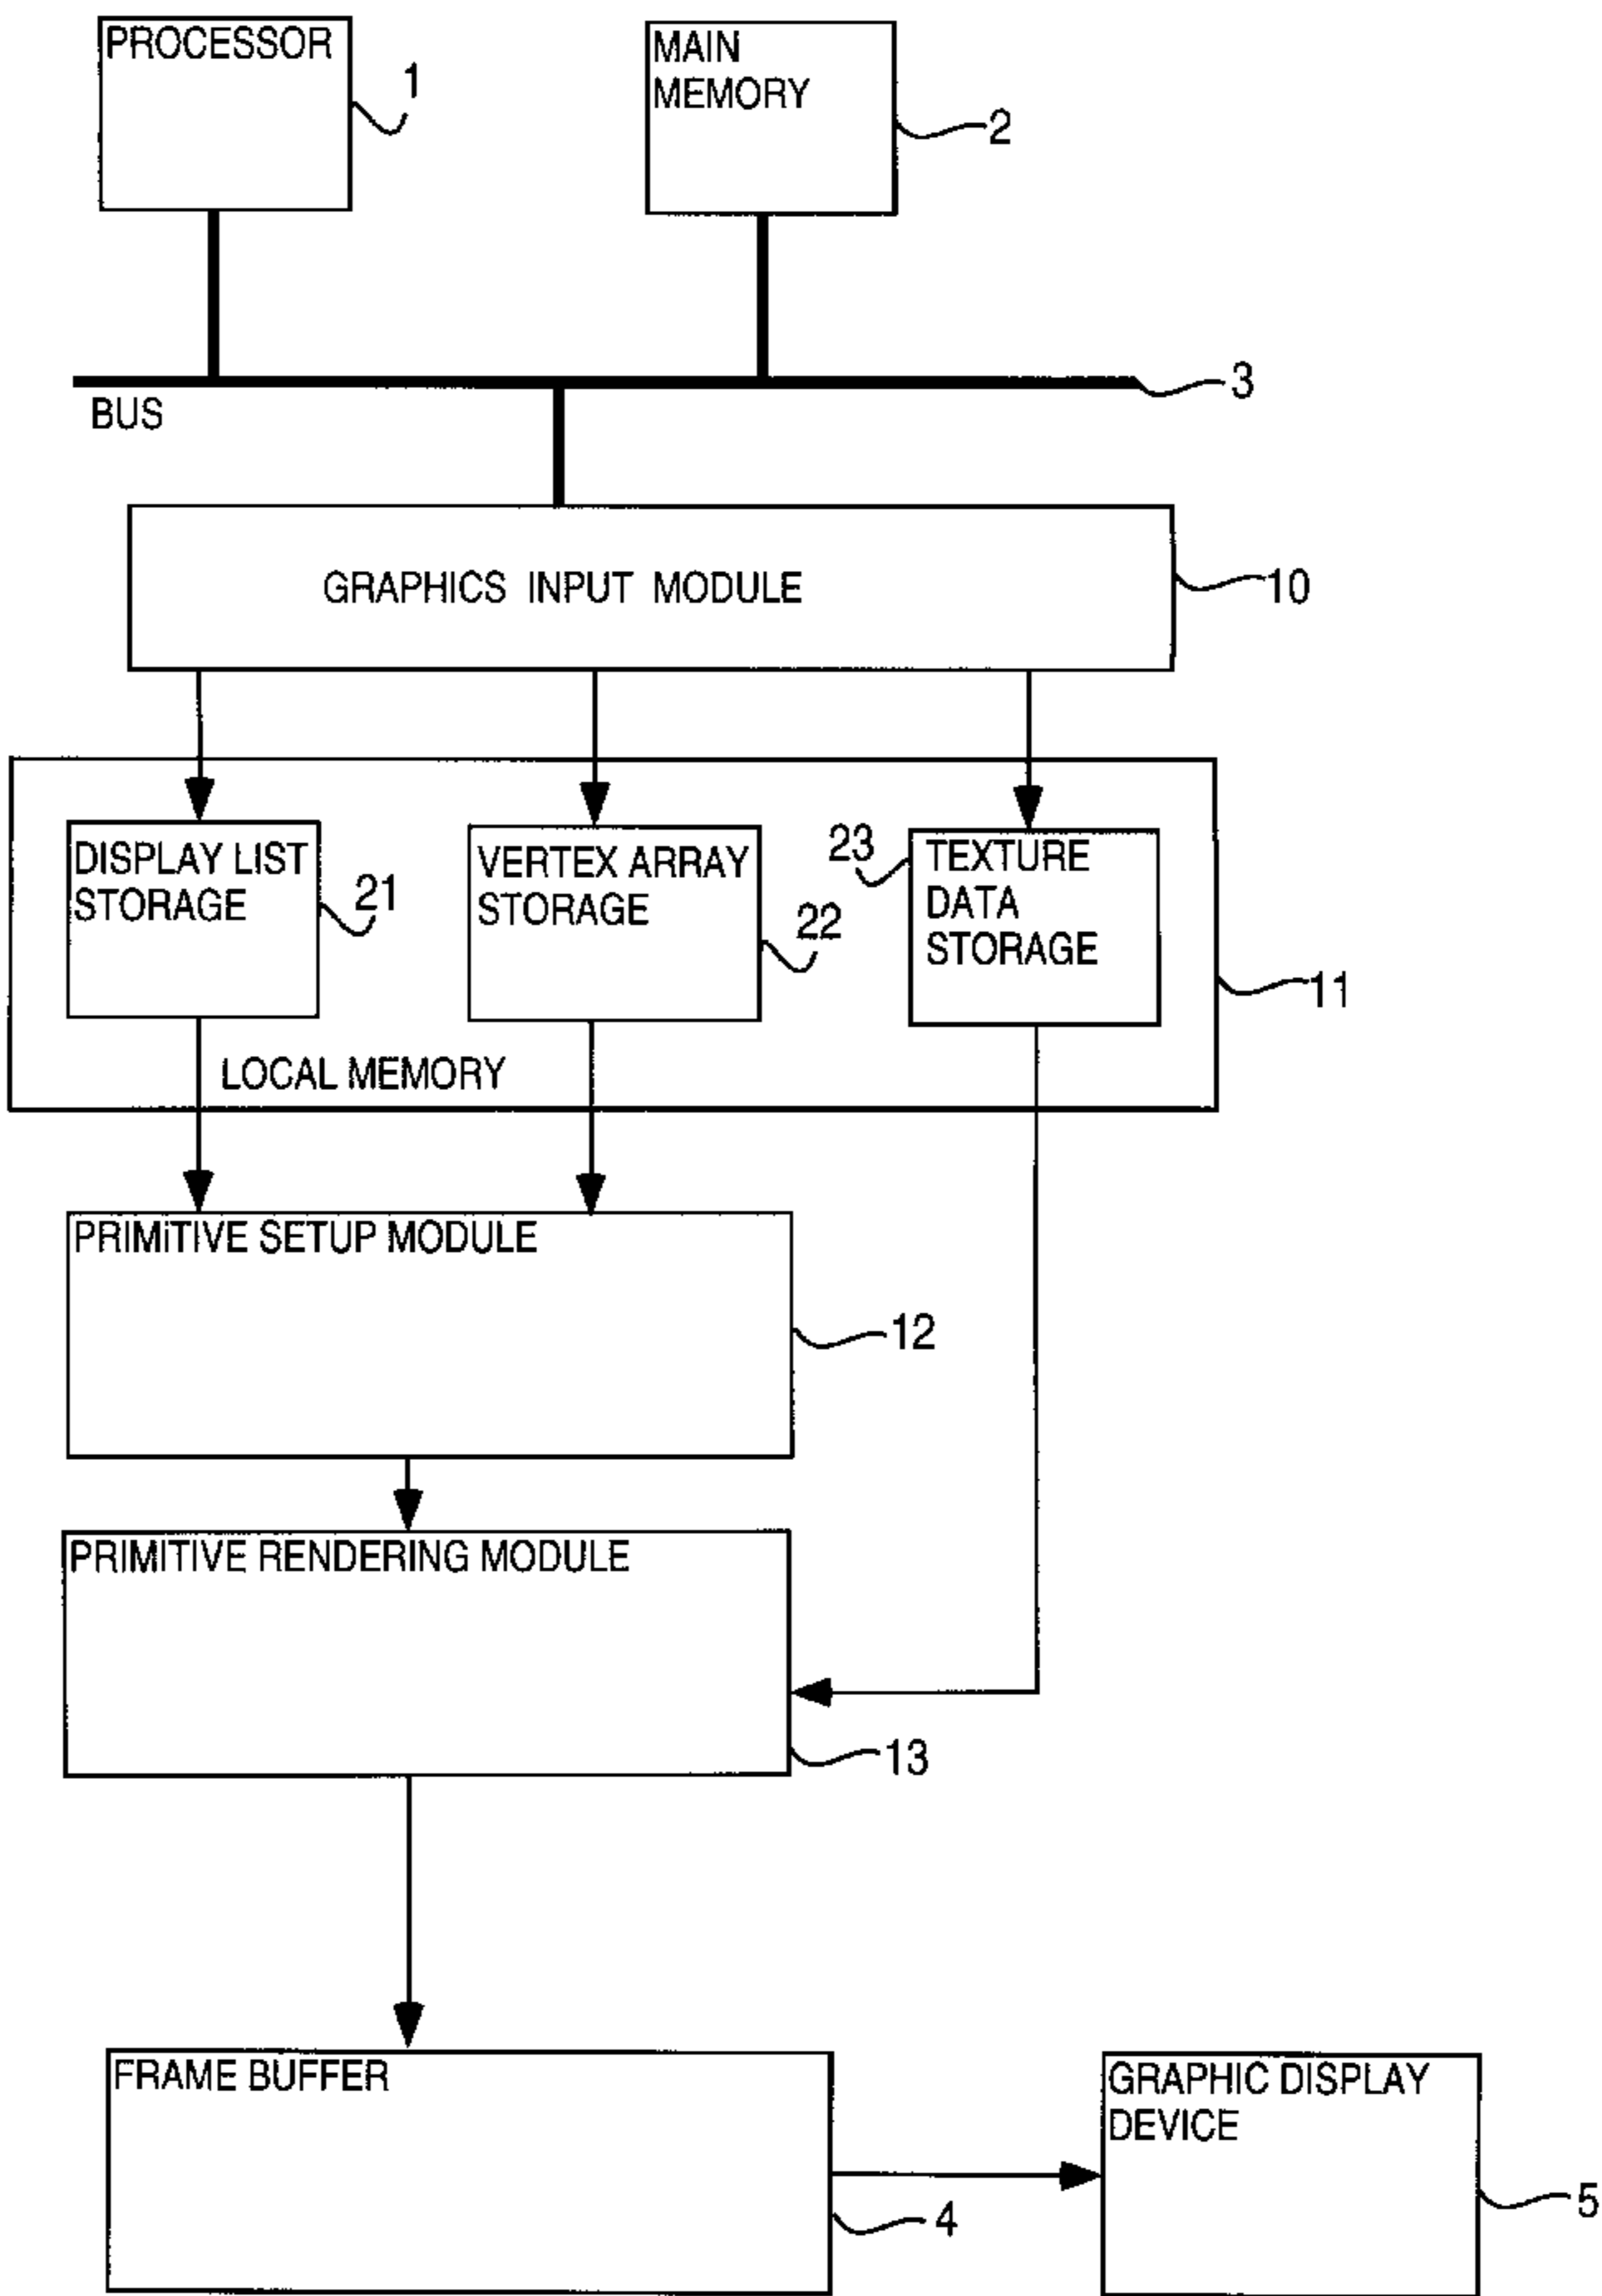 PROCESSOR
1
MAIN
MEMORY
2
3
BUS
GRAPHICS INPUT MODULE
10
DISPLAY LIST
STORAGE
21
VERTEX ARRAY
STORAGE
22
23
TEXTURE
DATA
STORAGE
11
LOCAL MEMORY
PRIMiTIVE SETUP MODULE
12
PRIMITIVE RENDERING MODULE
13
FRAME BUFFER
4
GRAPHIC DISPLAY
DEVICE
5